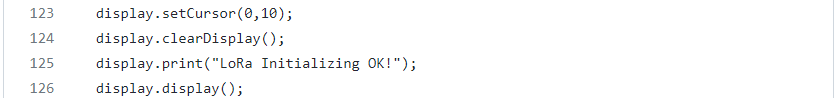 123 display.setCursor(0,10);
124 display.clearDisplay();
125 display.print("LoRa Initializing OK!");
126 display.display();